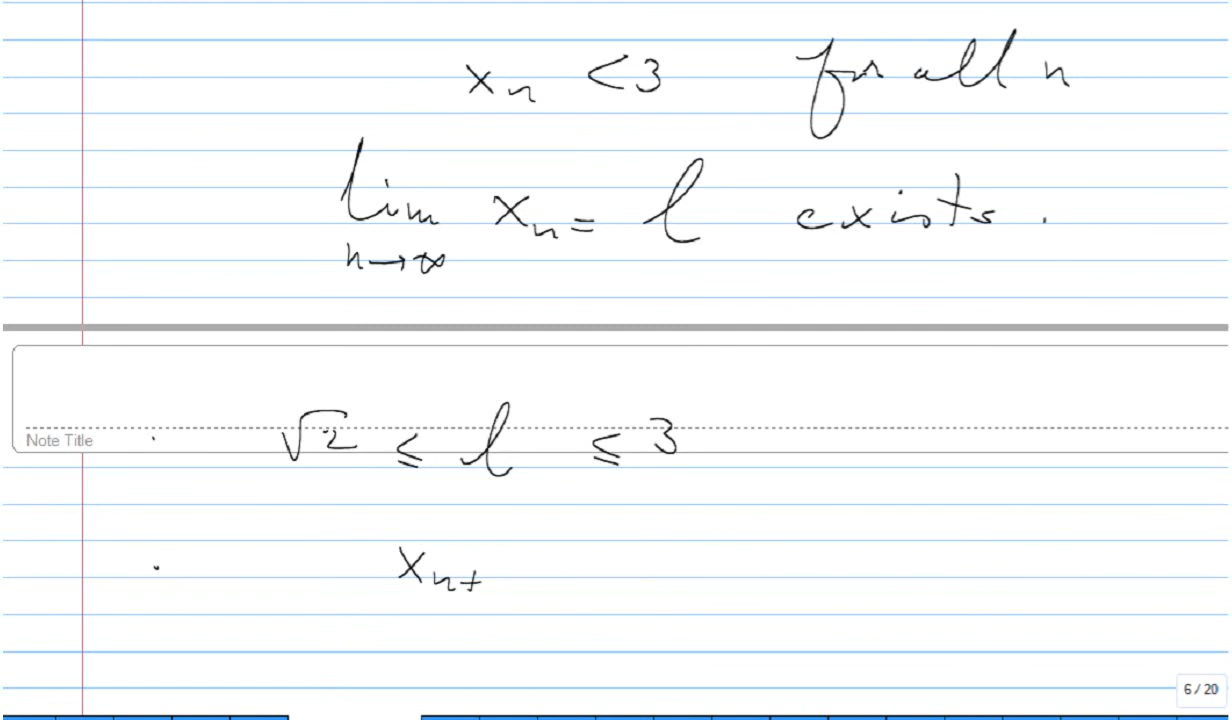 xₙ < 3 for all n
lim xₙ = l exists.
n→∞
Note Title
√2 ≤ l ≤ 3
xₙ₊
6 / 20